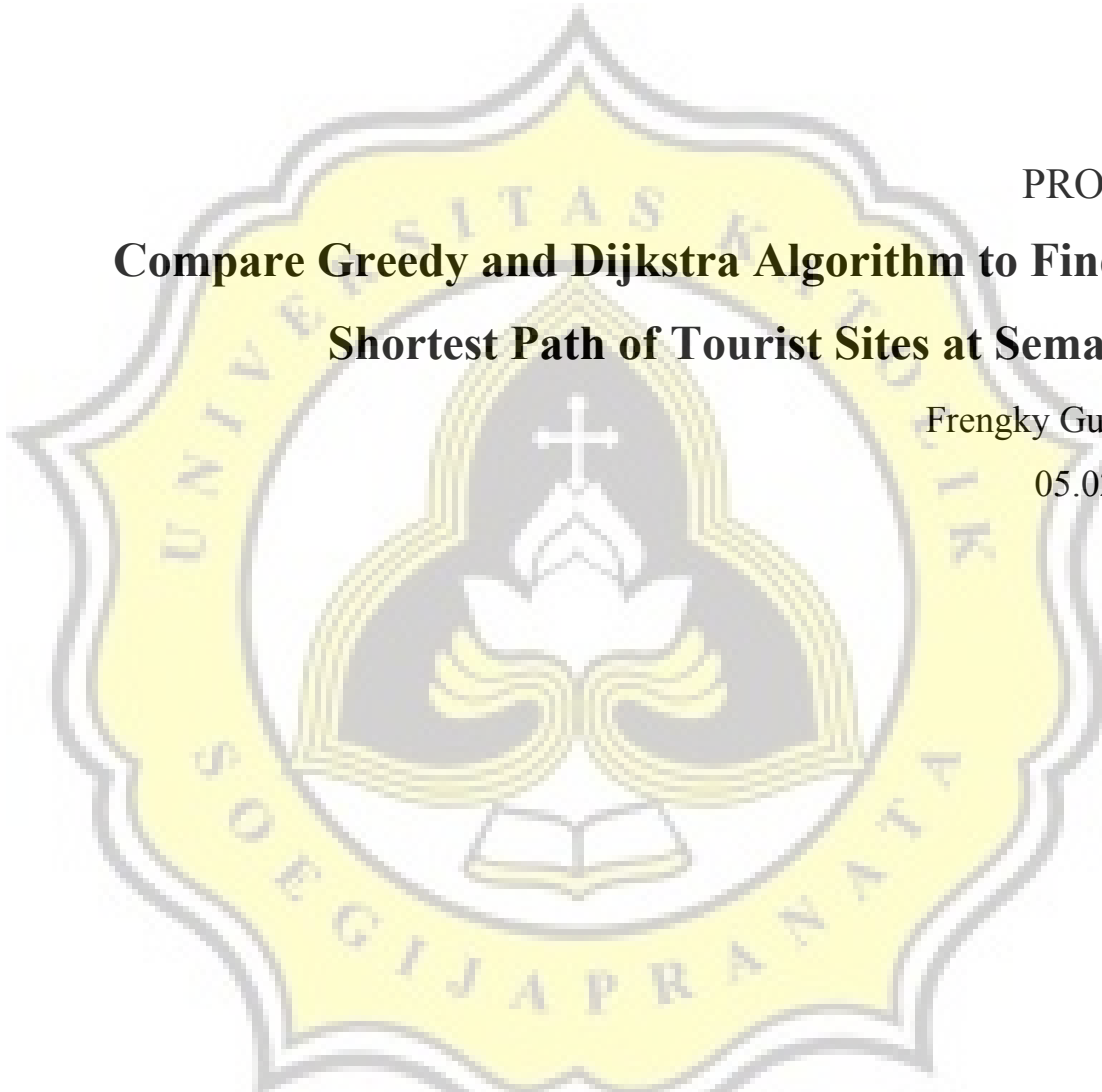 PRO
Compare Greedy and Dijkstra Algorithm to Find
Shortest Path of Tourist Sites at Sema
Frengky Gu
05.0
UNIVERSITAS KATOLIK
SOEGIJAPRANATA